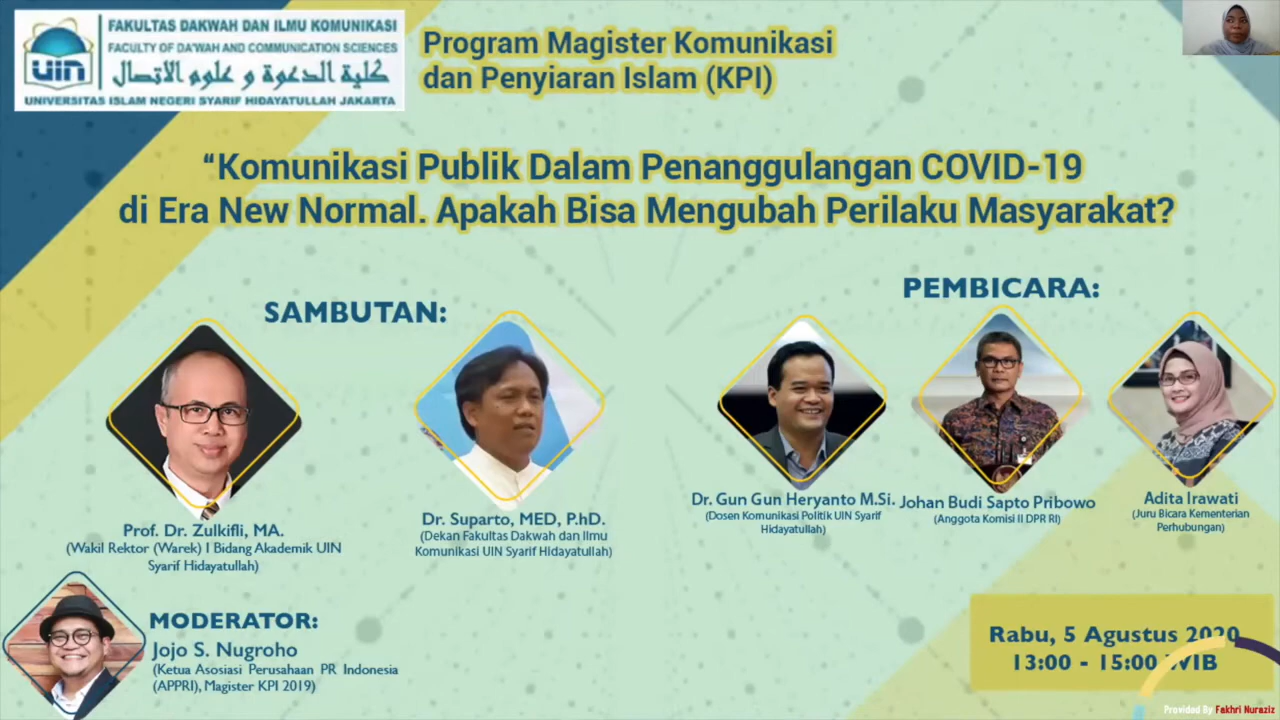 FAKULTAS DAKWAH DAN ILMU KOMUNIKASI
FACULTY OF DA'WAH AND COMMUNICATION SCIENCES
كلية الدعوة و علوم الاتصال
UIN
UNIVERSITAS ISLAM NEGERI SYARIF HIDAYATULLAH JAKARTA
Program Magister Komunikasi
dan Penyiaran Islam (KPI)
“Komunikasi Publik Dalam Penanggulangan COVID-19
di Era New Normal. Apakah Bisa Mengubah Perilaku Masyarakat?
SAMBUTAN:
Prof. Dr. Zulkifli, MA.
(Wakil Rektor (Warek) I Bidang Akademik UIN
Syarif Hidayatullah)
Dr. Suparto, MED, P.hD.
(Dekan Fakultas Dakwah dan Ilmu
Komunikasi UIN Syarif Hidayatullah)
PEMBICARA:
Dr. Gun Gun Heryanto M.Si.
(Dosen Komunikasi Politik UIN Syarif
Hidayatullah)
Johan Budi Sapto Pribowo
(Anggota Komisi II DPR RI)
Adita Irawati
(Juru Bicara Kementerian
Perhubungan)
MODERATOR:
Jojo S. Nugroho
(Ketua Asosiasi Perusahaan PR Indonesia
(APPRI), Magister KPI 2019)
Rabu, 5 Agustus 2020
13:00 - 15:00 WIB
Provided By Fakhri Nuraziz